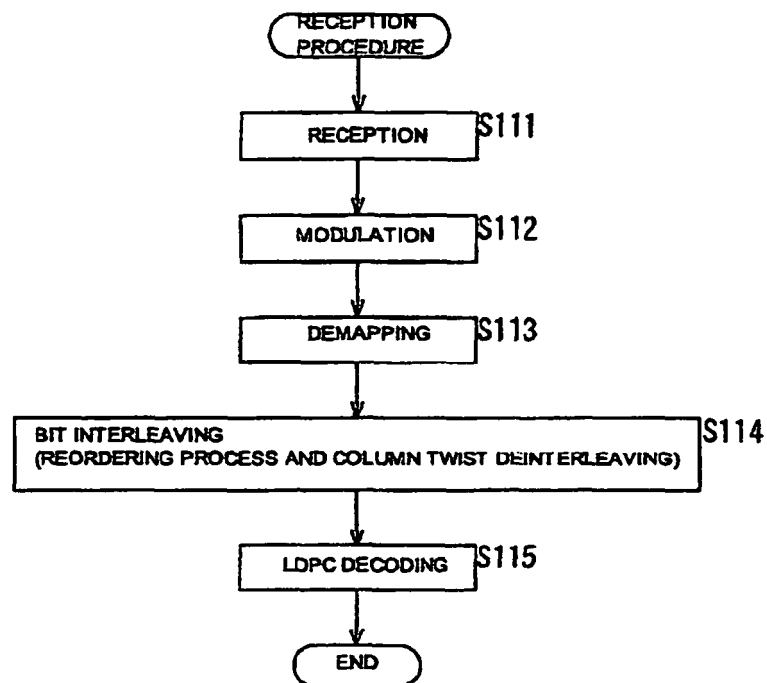 RECEPTION
PROCEDURE
RECEPTION
S111
MODULATION
S112
DEMAPPING
S113
BIT INTERLEAVING
(REORDERING PROCESS AND COLUMN TWIST DEINTERLEAVING)
S114
LDPC DECODING
S115
END